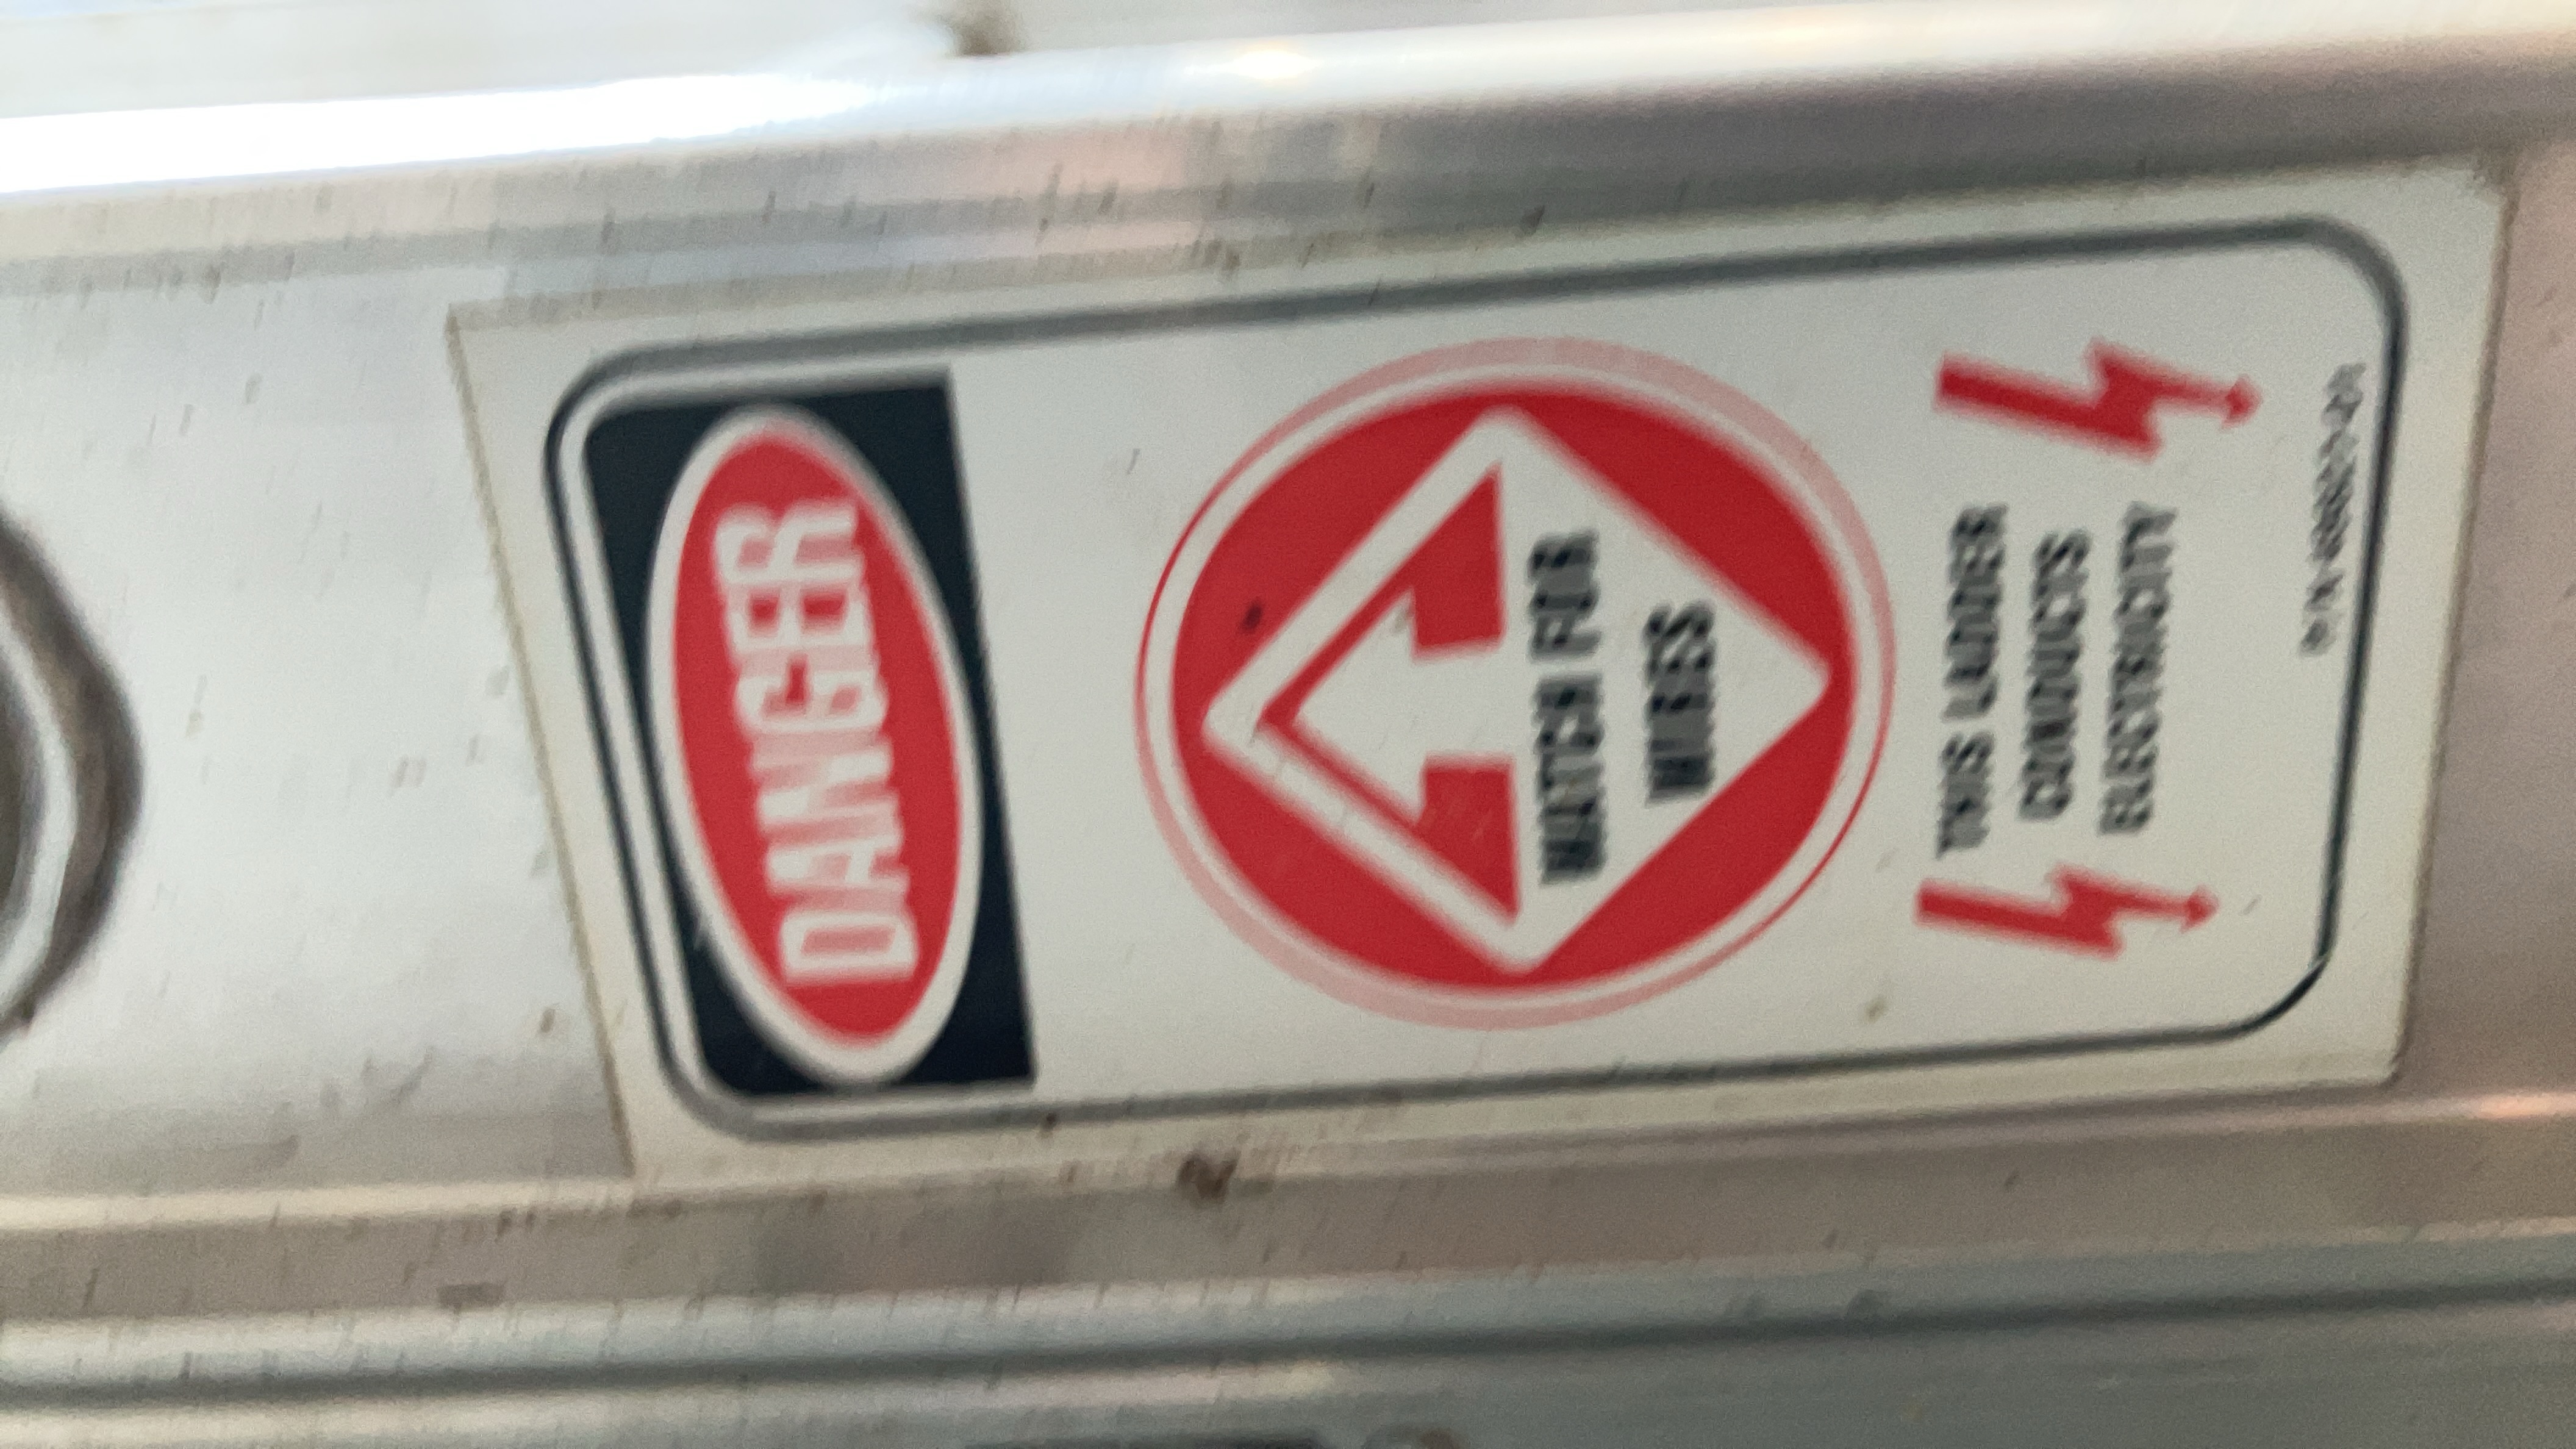 DANGER
WATCH FOR
WIRES
THIS LADDER
CONDUCTS
ELECTRICITY